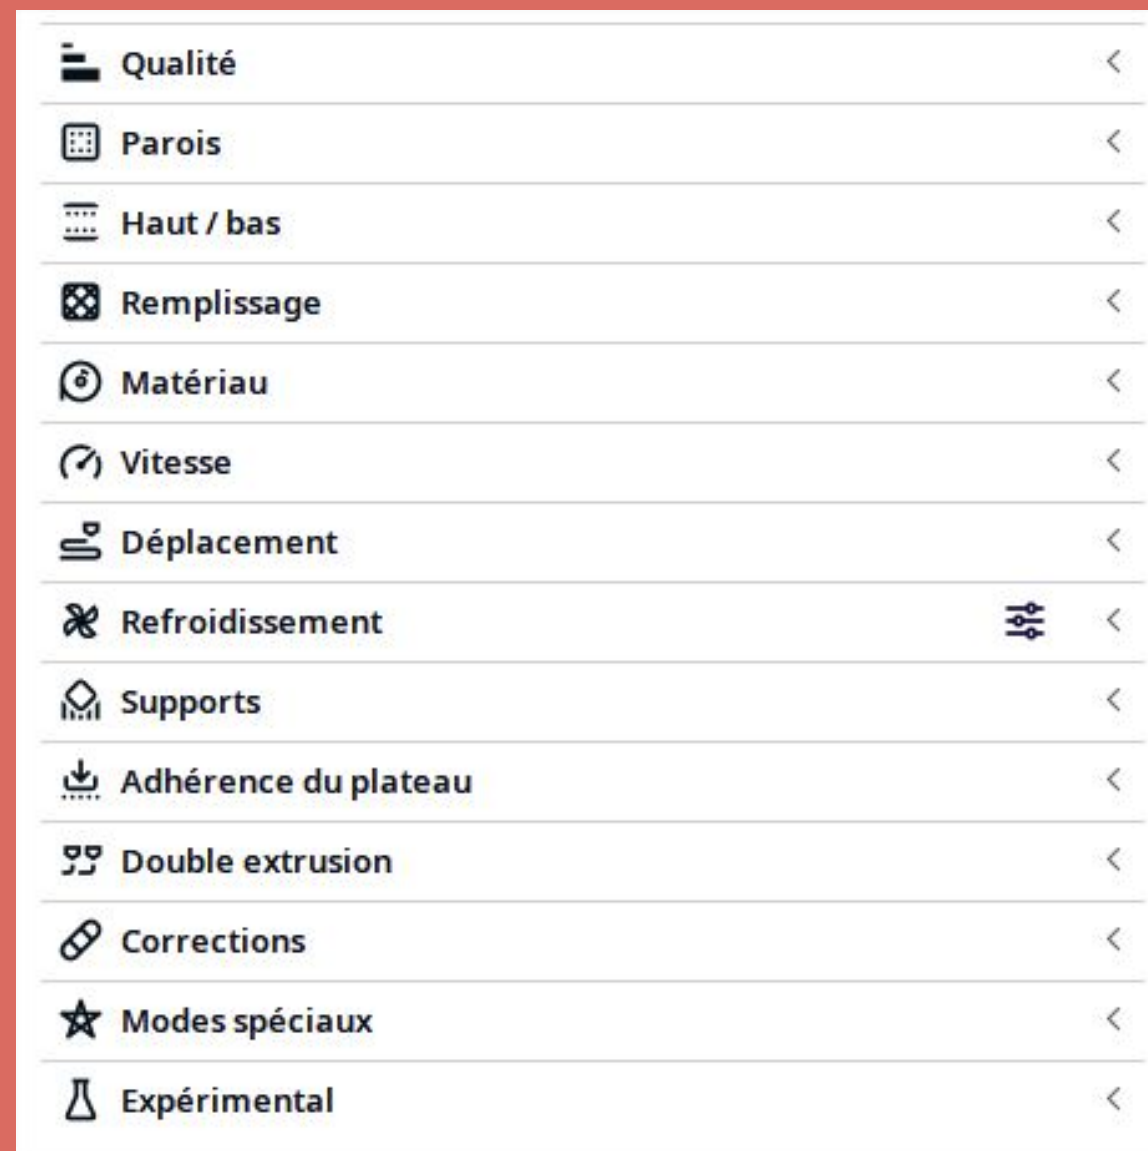 Qualité
Parois
Haut / bas
Remplissage
Matériau
Vitesse
Déplacement
Refroidissement
Supports
Adhérence du plateau
Double extrusion
Corrections
Modes spéciaux
Expérimental